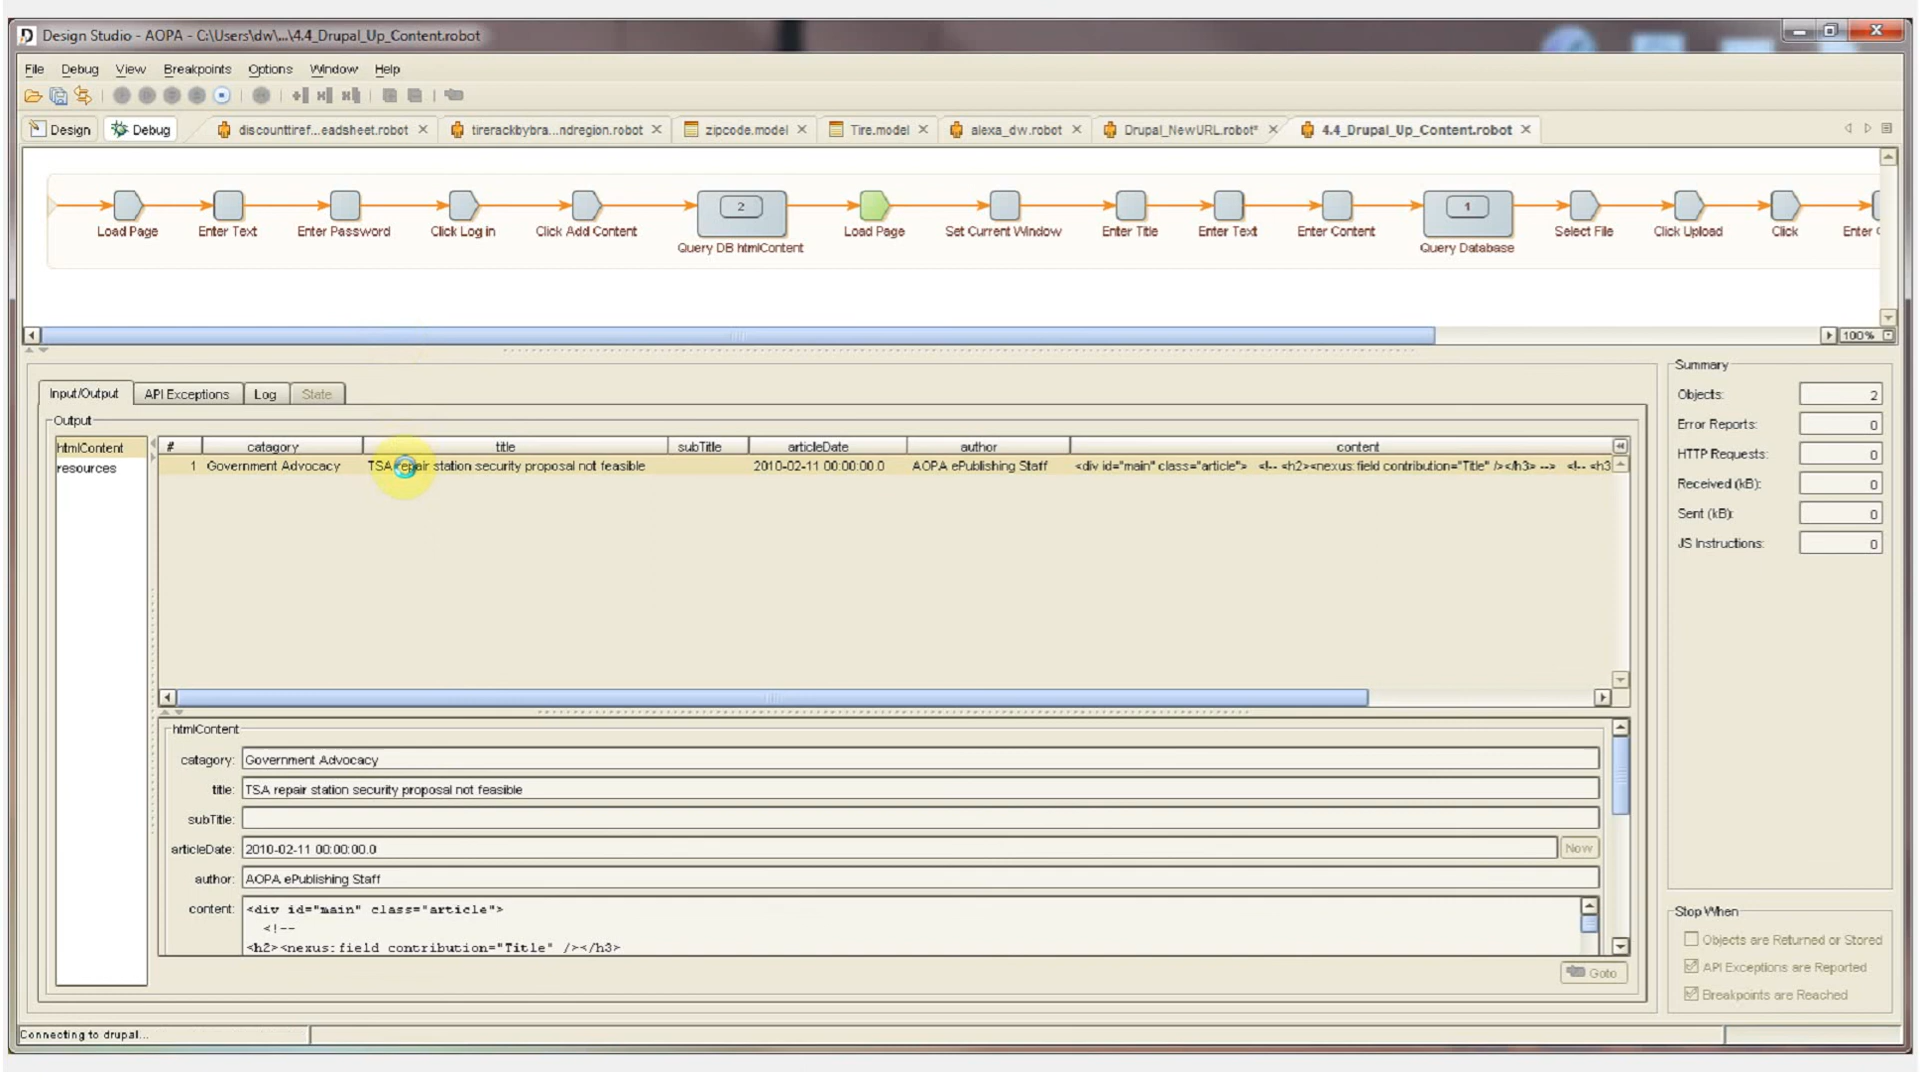 Design Studio - AOPA - C:\Users\dw\...\4.4_Drupal_Up_Content.robot
File Debug View Breakpoints Options Window Help
Design Debug discounttiref...eadsheet.robot tirerackbybra...ndregion.robot zipcode.model Tire.model alexa_dw.robot Drupal_NewURL.robot* 4.4_Drupal_Up_Content.robot
2 1
Load Page Enter Text Enter Password Click Log in Click Add Content Query DB htmlContent Load Page Set Current Window Enter Title Enter Text Enter Content Query Database Select File Click Upload Click Enter
100%
Input/Output API Exceptions Log State
Output
htmlContent
resources
# catagory title subTitle articleDate author content
1 Government Advocacy TSA repair station security proposal not feasible 2010-02-11 00:00:00.0 AOPA ePublishing Staff <div id="main" class="article"> <!-- <h2><nexus:field contribution="Title" /></h3> --> <!-- <h3
htmlContent
catagory: Government Advocacy
title: TSA repair station security proposal not feasible
subTitle:
articleDate: 2010-02-11 00:00:00.0 Now
author: AOPA ePublishing Staff
content: <div id="main" class="article">
<!--
<h2><nexus:field contribution="Title" /></h3>
Goto
Summary
Objects: 2
Error Reports: 0
HTTP Requests: 0
Received (kB): 0
Sent (kB): 0
JS Instructions: 0
Stop When
Objects are Returned or Stored
API Exceptions are Reported
Breakpoints are Reached
Connecting to drupal...